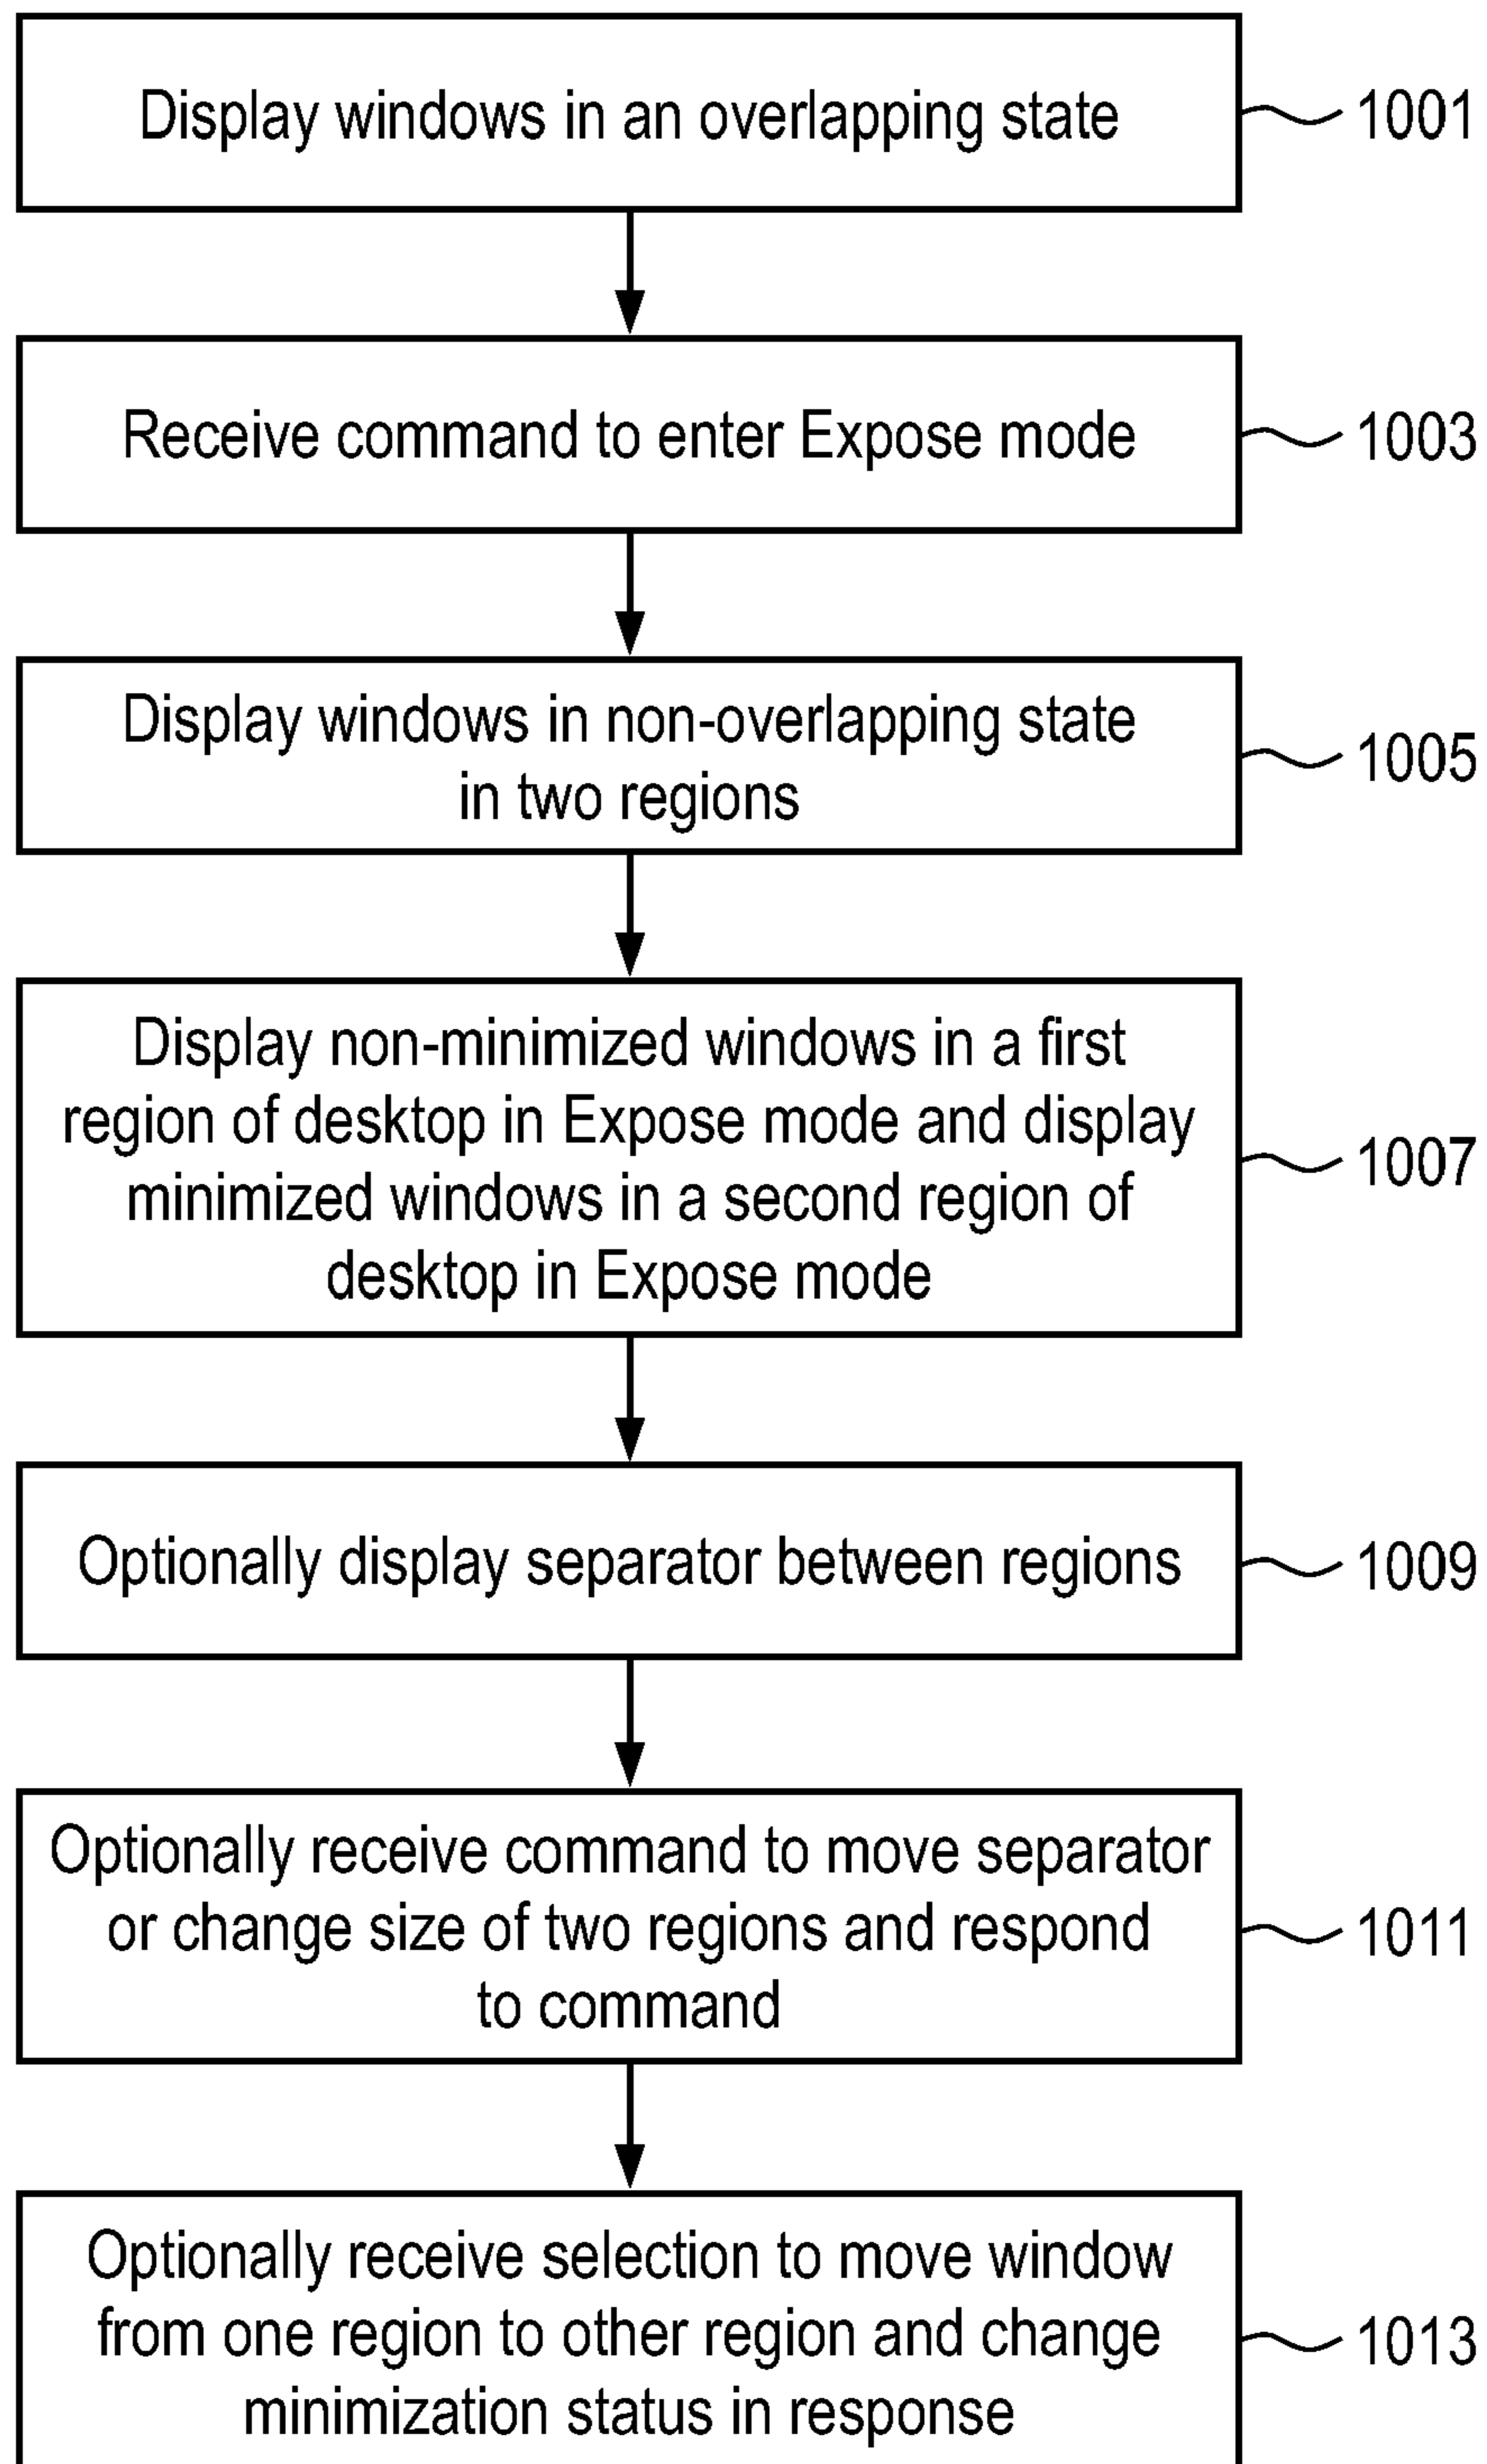 Display windows in an overlapping state
1001
Receive command to enter Expose mode
1003
Display windows in non-overlapping state
in two regions
1005
Display non-minimized windows in a first
region of desktop in Expose mode and display
minimized windows in a second region of
desktop in Expose mode
1007
Optionally display separator between regions
1009
Optionally receive command to move separator
or change size of two regions and respond
to command
1011
Optionally receive selection to move window
from one region to other region and change
minimization status in response
1013